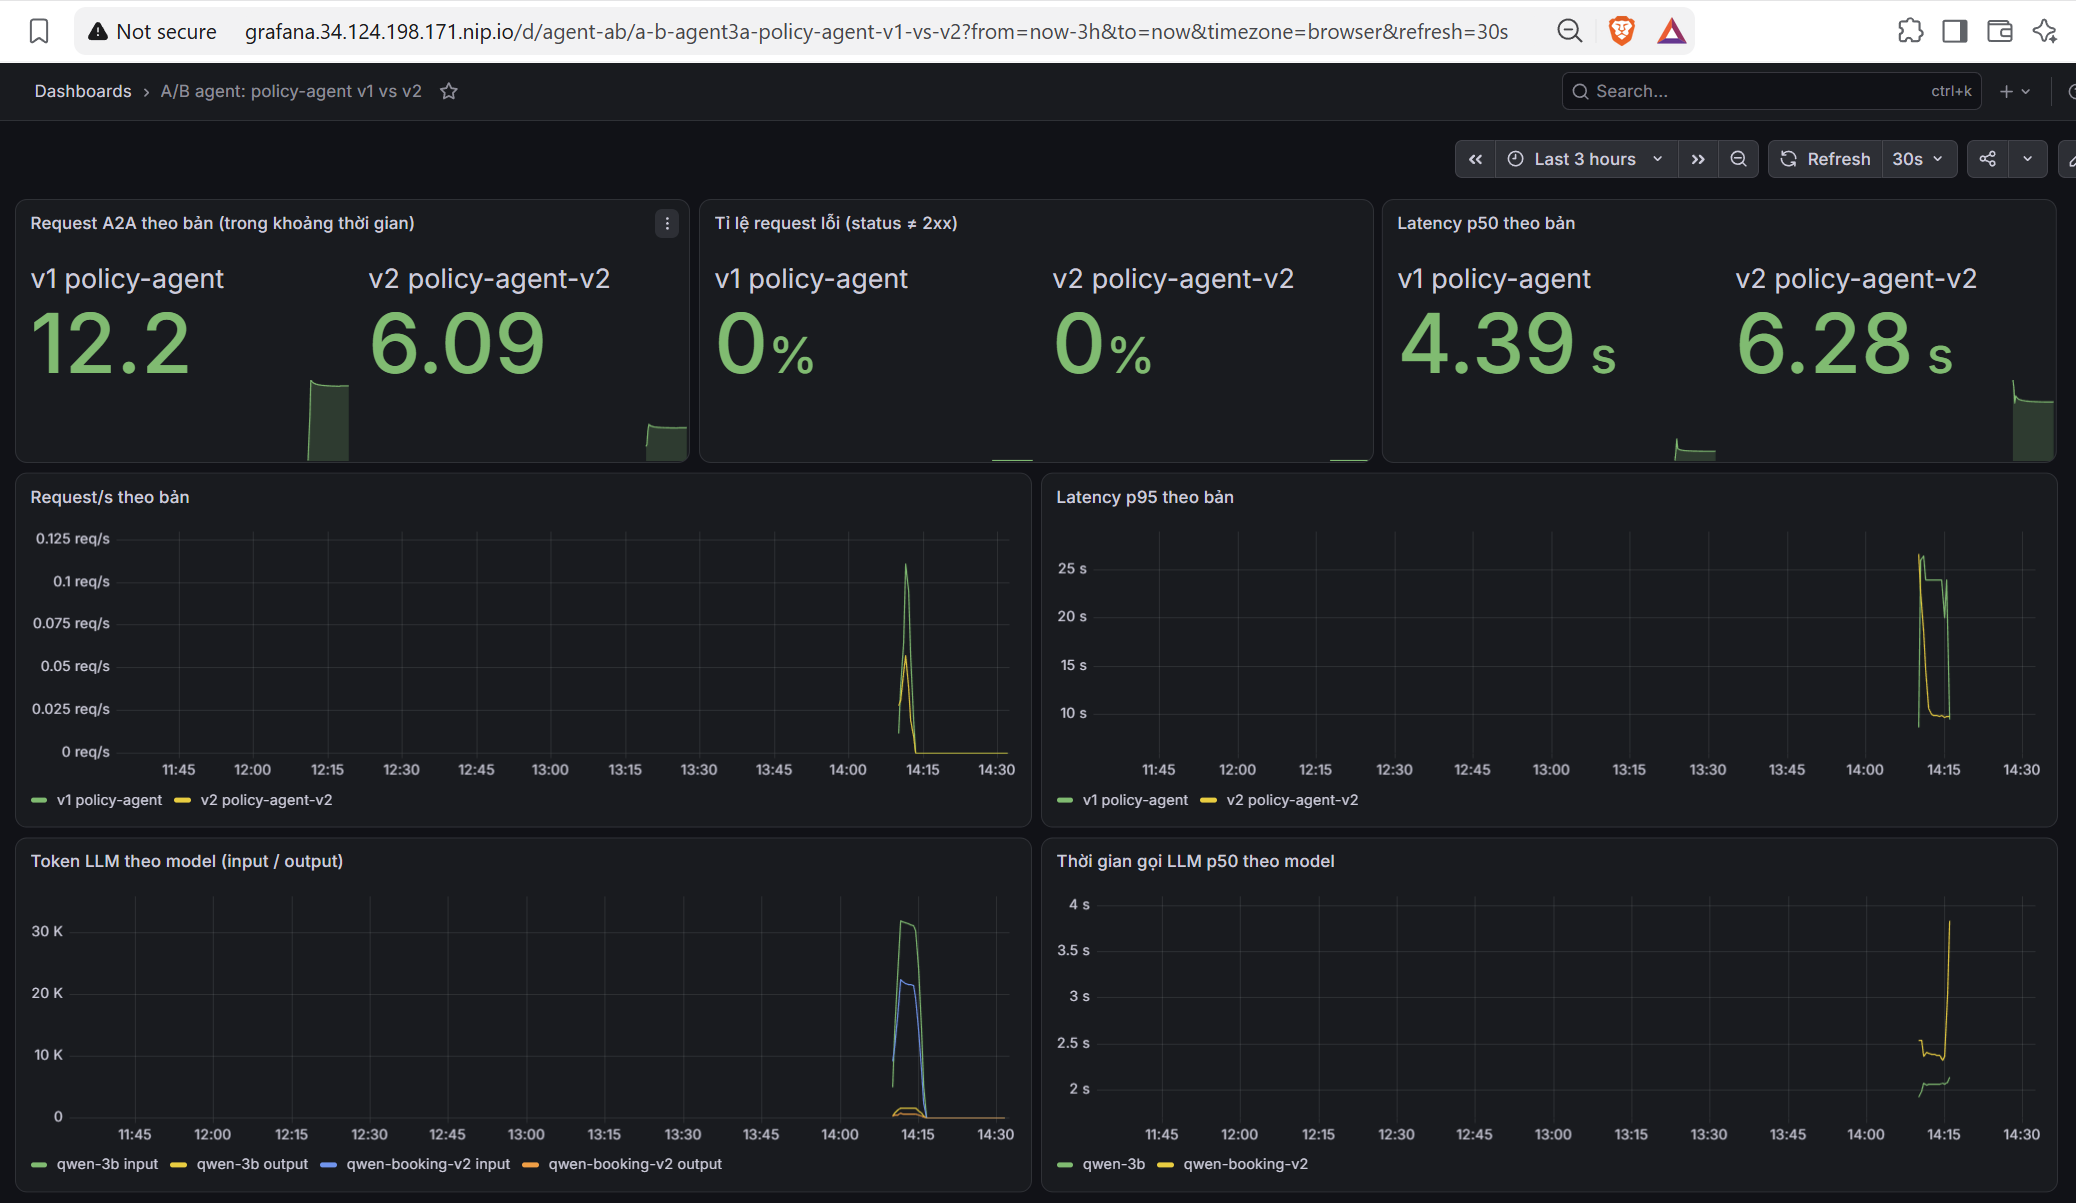 Not secure grafana.34.124.198.171.nip.io/d/agent-ab/a-b-agent3a-policy-agent-v1-vs-v2?from=now-3h&to=now&timezone=browser&refresh=30s
Dashboards › A/B agent: policy-agent v1 vs v2
Search... ctrl+k
Last 3 hours Refresh 30s
Request A2A theo bản (trong khoảng thời gian)
v1 policy-agent v2 policy-agent-v2
12.2 6.09
Tỉ lệ request lỗi (status ≠ 2xx)
v1 policy-agent v2 policy-agent-v2
0% 0%
Latency p50 theo bản
v1 policy-agent v2 policy-agent-v2
4.39 s 6.28 s
Request/s theo bản
0.125 req/s
0.1 req/s
0.075 req/s
0.05 req/s
0.025 req/s
0 req/s
11:45 12:00 12:15 12:30 12:45 13:00 13:15 13:30 13:45 14:00 14:15 14:30
v1 policy-agent v2 policy-agent-v2
Latency p95 theo bản
25 s
20 s
15 s
10 s
11:45 12:00 12:15 12:30 12:45 13:00 13:15 13:30 13:45 14:00 14:15 14:30
v1 policy-agent v2 policy-agent-v2
Token LLM theo model (input / output)
30 K
20 K
10 K
0
11:45 12:00 12:15 12:30 12:45 13:00 13:15 13:30 13:45 14:00 14:15 14:30
qwen-3b input qwen-3b output qwen-booking-v2 input qwen-booking-v2 output
Thời gian gọi LLM p50 theo model
4 s
3.5 s
3 s
2.5 s
2 s
11:45 12:00 12:15 12:30 12:45 13:00 13:15 13:30 13:45 14:00 14:15 14:30
qwen-3b qwen-booking-v2